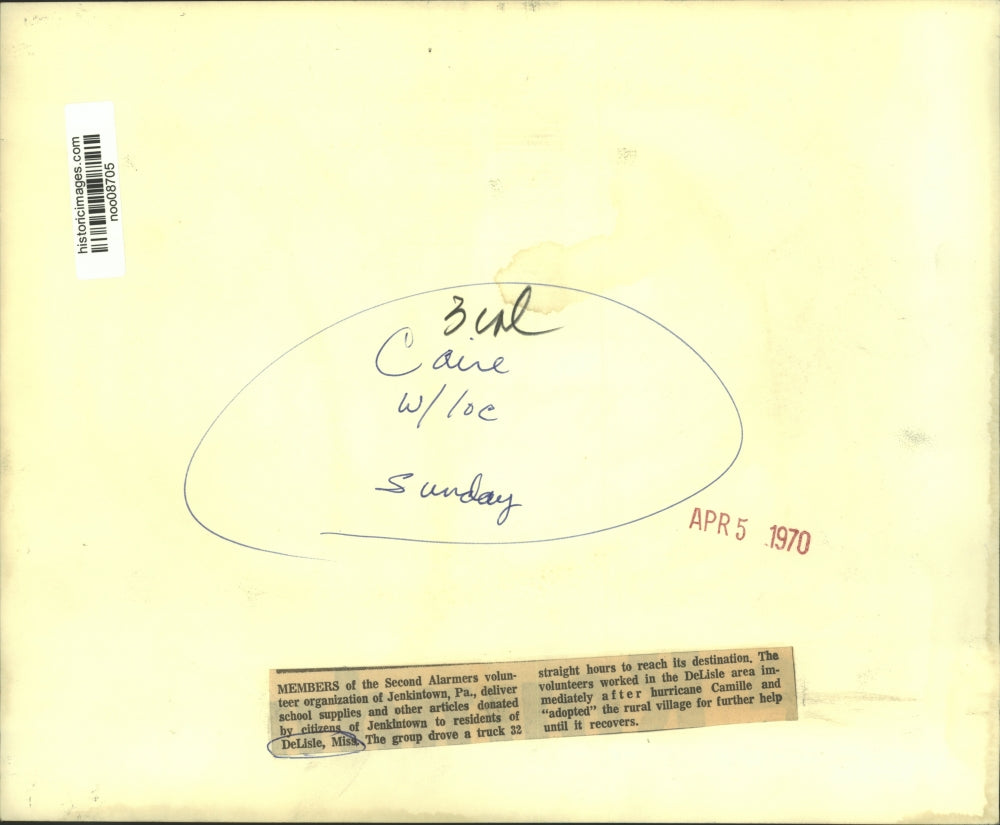 historicimages.com
noo08705
3 col
Caire
w/ loc
Sunday
APR 5 1970
MEMBERS of the Second Alarmers volun-
teer organization of Jenkintown, Pa., deliver
school supplies and other articles donated
by citizens of Jenkintown to residents of
DeLisle, Miss. The group drove a truck 32
straight hours to reach its destination. The
volunteers worked in the DeLisle area im-
mediately after hurricane Camille and
"adopted" the rural village for further help
until it recovers.